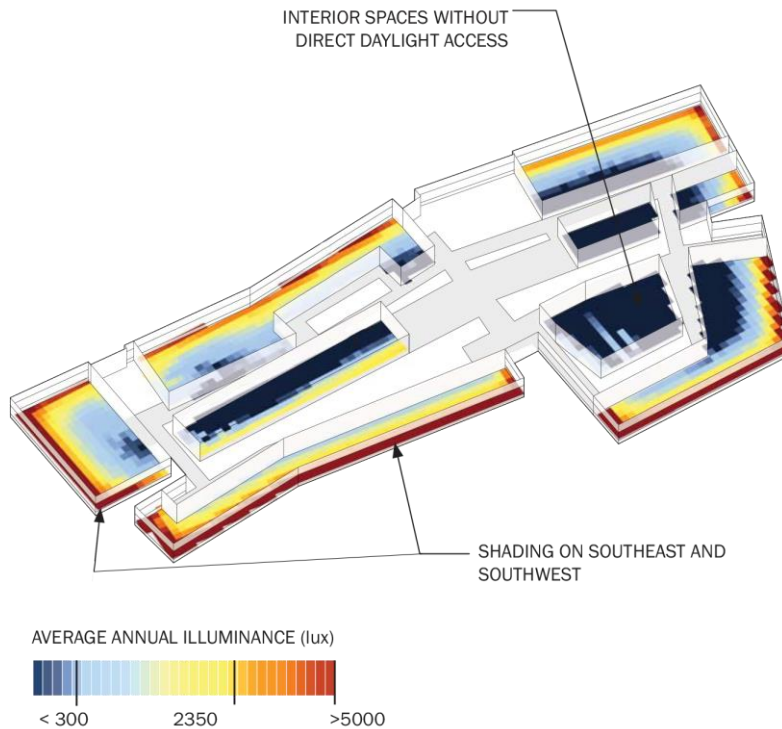 INTERIOR SPACES WITHOUT
DIRECT DAYLIGHT ACCESS
SHADING ON SOUTHEAST AND
SOUTHWEST
AVERAGE ANNUAL ILLUMINANCE (lux)
< 300 2350 >5000